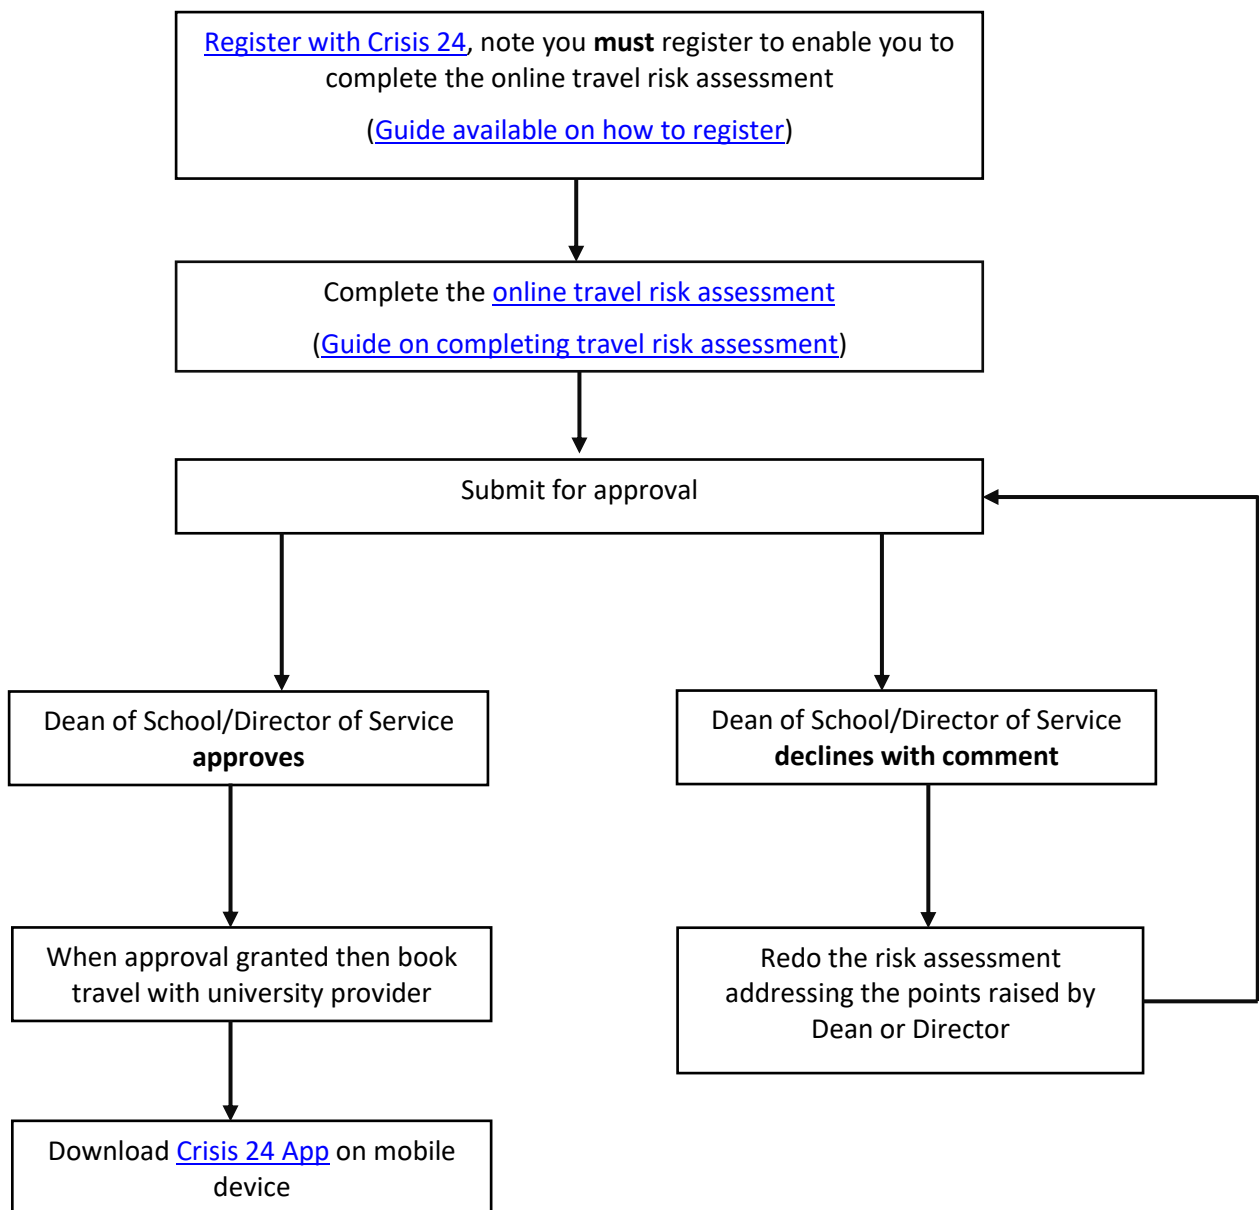 Register with Crisis 24, note you must register to enable you to
complete the online travel risk assessment
(Guide available on how to register)
Complete the online travel risk assessment
(Guide on completing travel risk assessment)
Submit for approval
Dean of School/Director of Service
approves
Dean of School/Director of Service
declines with comment
When approval granted then book
travel with university provider
Redo the risk assessment
addressing the points raised by
Dean or Director
Download Crisis 24 App on mobile
device